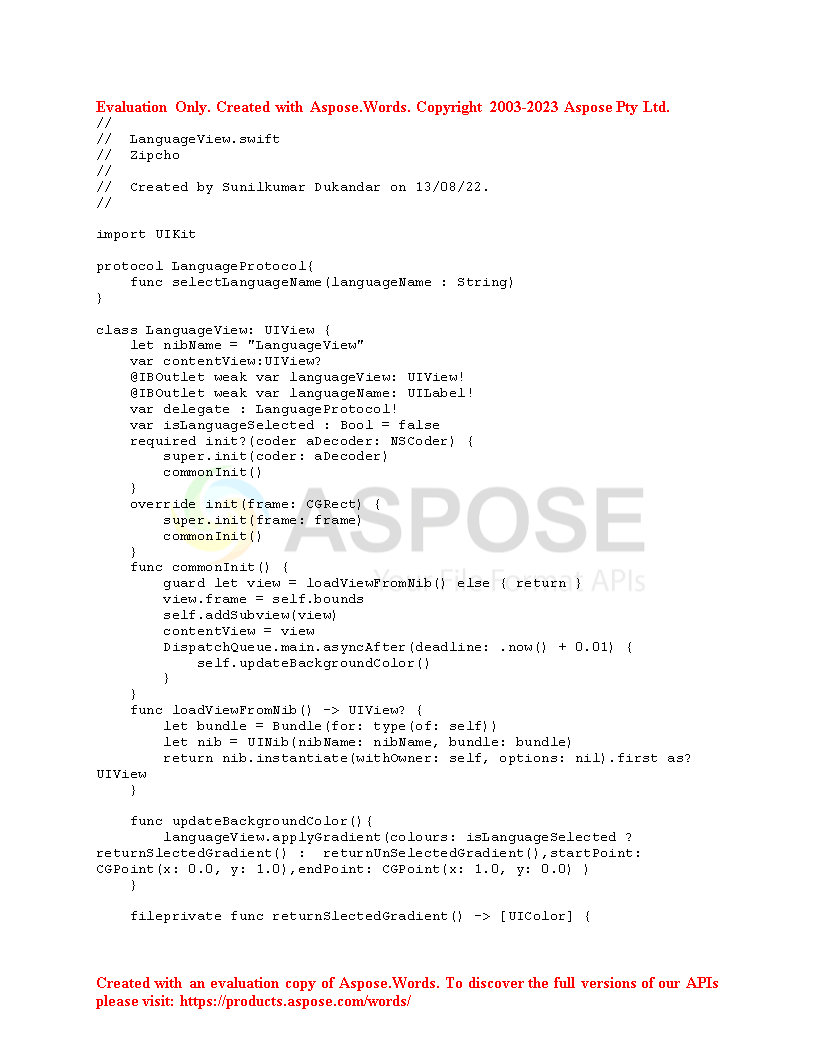 Evaluation Only. Created with Aspose.Words. Copyright 2003-2023 Aspose Pty Ltd.
//
//  LanguageView.swift
//  Zipcho
//
//  Created by Sunilkumar Dukandar on 13/08/22.
//
import UIKit
protocol LanguageProtocol{
    func selectLanguageName(languageName : String)
}
class LanguageView: UIView {
    let nibName = "LanguageView"
    var contentView:UIView?
    @IBOutlet weak var languageView: UIView!
    @IBOutlet weak var languageName: UILabel!
    var delegate : LanguageProtocol!
    var isLanguageSelected : Bool = false
    required init?(coder aDecoder: NSCoder) {
        super.init(coder: aDecoder)
        commonInit()
    }
    override init(frame: CGRect) {
        super.init(frame: frame)
        commonInit()
    }
    func commonInit() {
        guard let view = loadViewFromNib() else { return }
        view.frame = self.bounds
        self.addSubview(view)
        contentView = view
        DispatchQueue.main.asyncAfter(deadline: .now() + 0.01) {
            self.updateBackgroundColor()
        }
    }
    func loadViewFromNib() -> UIView? {
        let bundle = Bundle(for: type(of: self))
        let nib = UINib(nibName: nibName, bundle: bundle)
        return nib.instantiate(withOwner: self, options: nil).first as?
UIView
    }
    func updateBackgroundColor(){
        languageView.applyGradient(colours: isLanguageSelected ?
returnSlectedGradient() :  returnUnSelectedGradient(),startPoint:
CGPoint(x: 0.0, y: 1.0),endPoint: CGPoint(x: 1.0, y: 0.0) )
    }
    fileprivate func returnSlectedGradient() -> [UIColor] {
ASPOSE
Your File Format APIs
Created with an evaluation copy of Aspose.Words. To discover the full versions of our APIs
please visit: https://products.aspose.com/words/